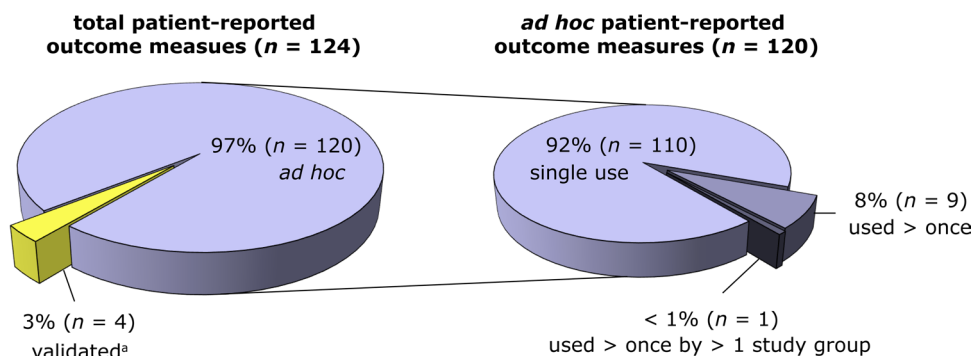 total patient-reported
outcome measues (n = 124)
97% (n = 120)
ad hoc
3% (n = 4)
validatedᵃ
ad hoc patient-reported
outcome measures (n = 120)
92% (n = 110)
single use
8% (n = 9)
used > once
< 1% (n = 1)
used > once by > 1 study group